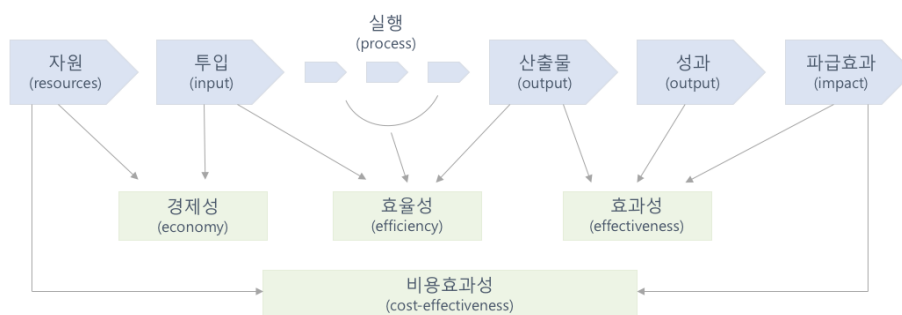 실행
(process)
자원
(resources)
투입
(input)
산출물
(output)
성과
(output)
파급효과
(impact)
경제성
(economy)
효율성
(efficiency)
효과성
(effectiveness)
비용효과성
(cost-effectiveness)